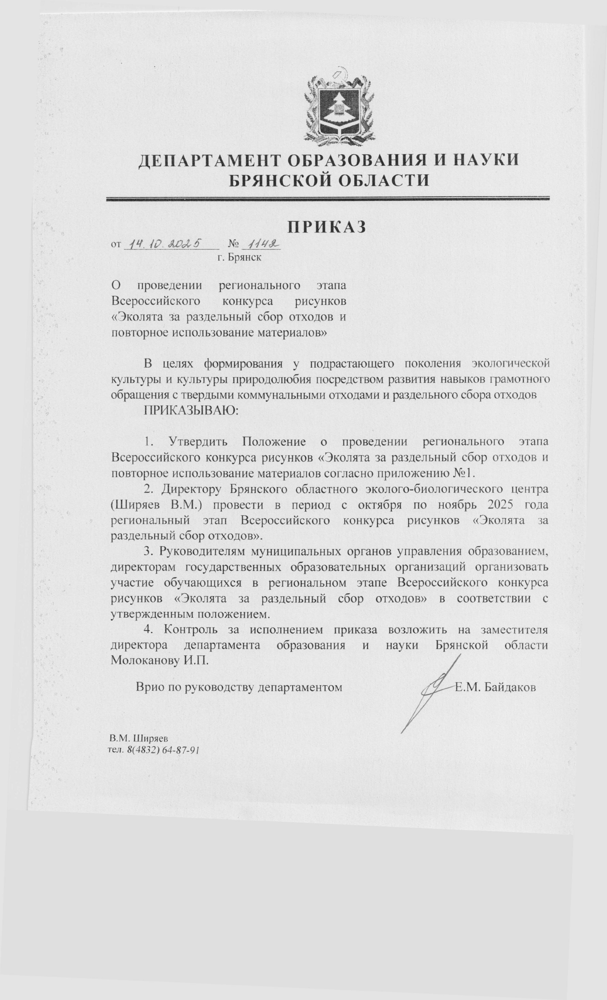 ДЕПАРТАМЕНТ ОБРАЗОВАНИЯ И НАУКИ
БРЯНСКОЙ ОБЛАСТИ
ПРИКАЗ
от 14.10.2025 № 1142
г. Брянск
О проведении регионального этапа
Всероссийского конкурса рисунков
«Эколята за раздельный сбор отходов и
повторное использование материалов»
В целях формирования у подрастающего поколения экологической
культуры и культуры природолюбия посредством развития навыков грамотного
обращения с твердыми коммунальными отходами и раздельного сбора отходов
ПРИКАЗЫВАЮ:
1. Утвердить Положение о проведении регионального этапа
Всероссийского конкурса рисунков «Эколята за раздельный сбор отходов и
повторное использование материалов согласно приложению №1.
2. Директору Брянского областного эколого-биологического центра
(Ширяев В.М.) провести в период с октября по ноябрь 2025 года
региональный этап Всероссийского конкурса рисунков «Эколята за
раздельный сбор отходов».
3. Руководителям муниципальных органов управления образованием,
директорам государственных образовательных организаций организовать
участие обучающихся в региональном этапе Всероссийского конкурса
рисунков «Эколята за раздельный сбор отходов» в соответствии с
утвержденным положением.
4. Контроль за исполнением приказа возложить на заместителя
директора департамента образования и науки Брянской области
Молоканову И.П.
Врио по руководству департаментом Е.М. Байдаков
В.М. Ширяев
тел. 8(4832) 64-87-91